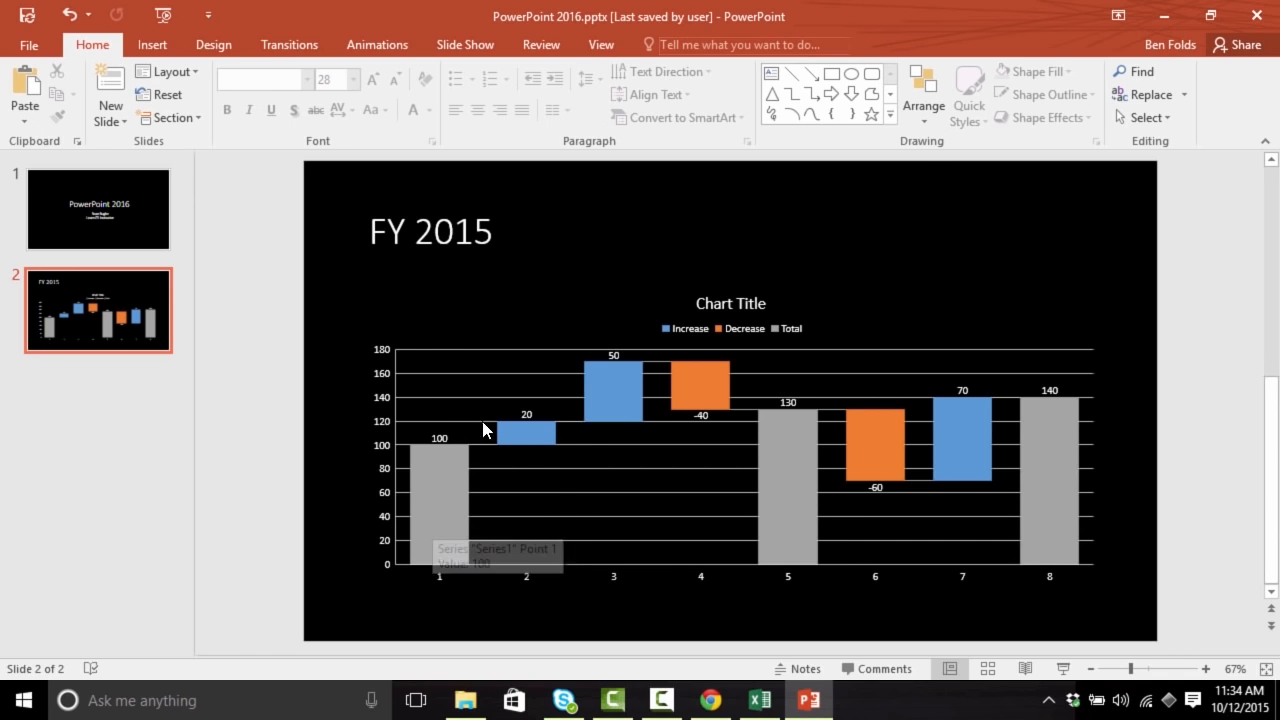 PowerPoint 2016.pptx [Last saved by user] - PowerPoint
File Home Insert Design Transitions Animations Slide Show Review View Tell me what you want to do... Ben Folds Share
Paste
New Slide
Layout
Reset
Section
28
B I U S abc AV Aa A
Text Direction
Align Text
Convert to SmartArt
Arrange
Quick Styles
Shape Fill
Shape Outline
Shape Effects
Find
Replace
Select
Clipboard Slides Font Paragraph Drawing Editing
1
PowerPoint 2016
2
FY 2015
FY 2015
Chart Title
Increase Decrease Total
180
160
140
120
100
80
60
40
20
0
100
20
50
-40
130
-60
70
140
Series "Series1" Point 1
Value: 100
1 2 3 4 5 6 7 8
Slide 2 of 2 Notes Comments 67%
Ask me anything
11:34 AM
10/12/2015